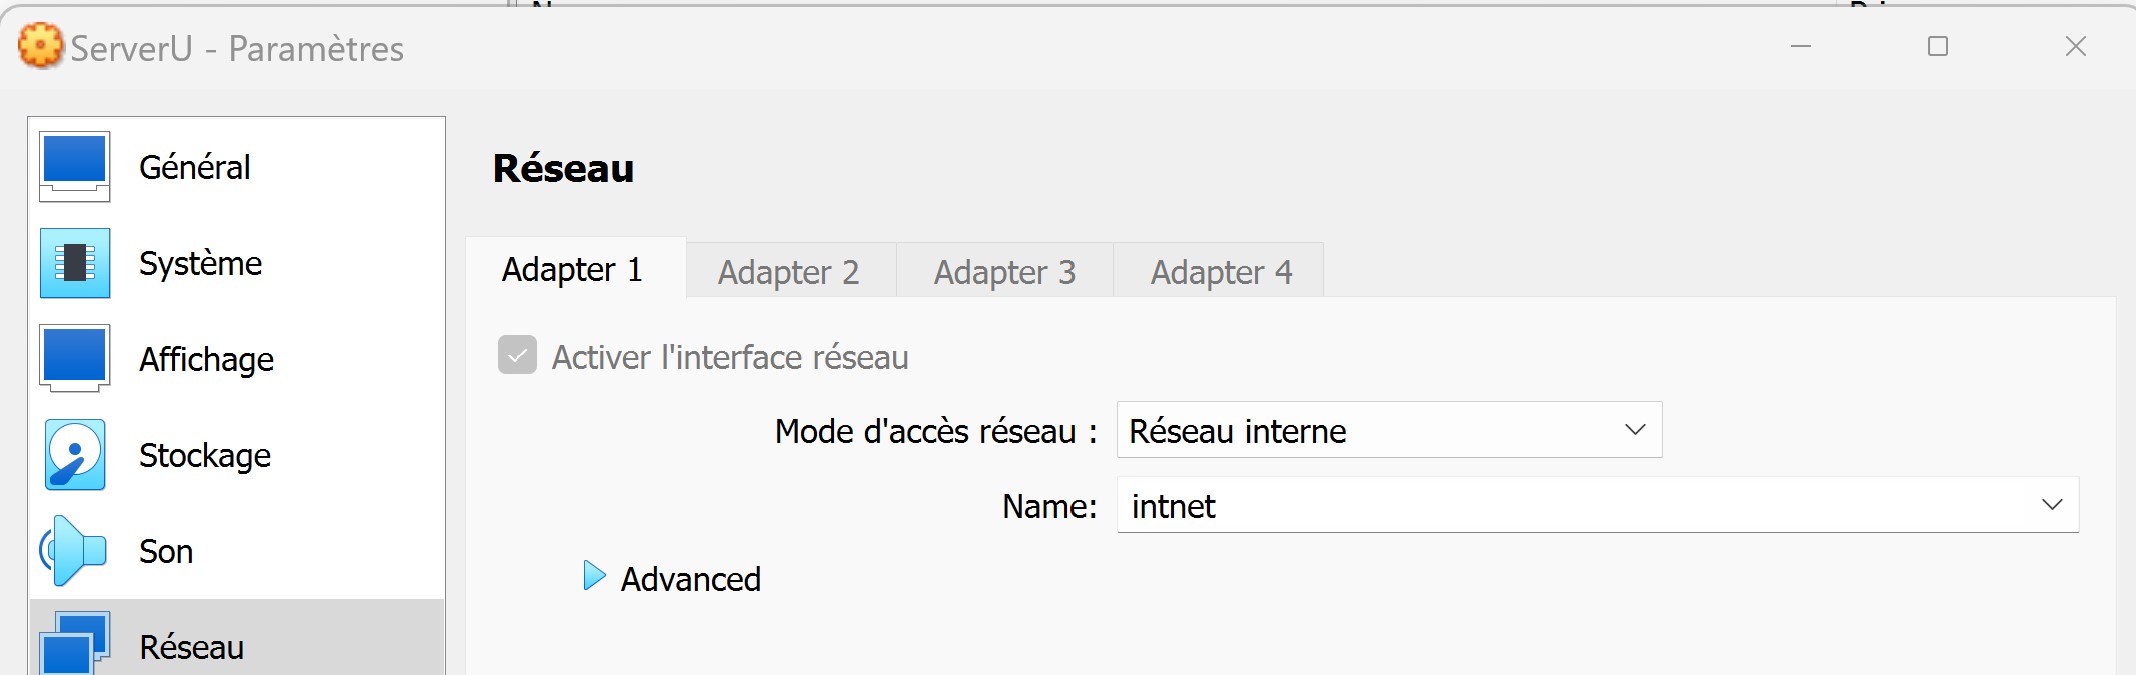 ServerU - Paramètres
Général
Système
Affichage
Stockage
Son
Réseau
Réseau
Adapter 1
Adapter 2
Adapter 3
Adapter 4
Activer l'interface réseau
Mode d'accès réseau : Réseau interne
Name: intnet
Advanced